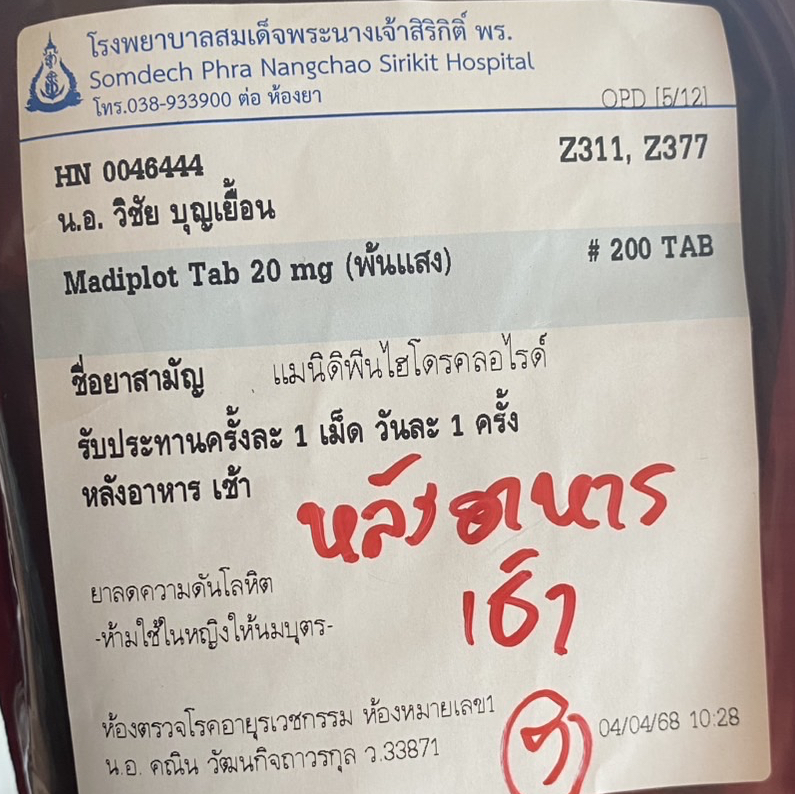 โรงพยาบาลสมเด็จพระนางเจ้าสิริกิติ์ พร.
Somdech Phra Nangchao Sirikit Hospital
โทร.038-933900 ต่อ ห้องยา
OPD [5/12]
HN 0046444
Z311, Z377
น.อ. วิชัย บุญเยื้อน
Madiplot Tab 20 mg (พ้นแสง)
# 200 TAB
ชื่อยาสามัญ แมนิดิพีนไฮโดรคลอไรด์
รับประทานครั้งละ 1 เม็ด วันละ 1 ครั้ง
หลังอาหาร เช้า
หลังอาหาร
เช้า
ยาลดความดันโลหิต
-ห้ามใช้ในหญิงให้นมบุตร-
ห้องตรวจโรคอายุรเวชกรรม ห้องหมายเลข1
04/04/68 10:28
น.อ. คณิน วัฒนกิจถาวรกุล ว.33871